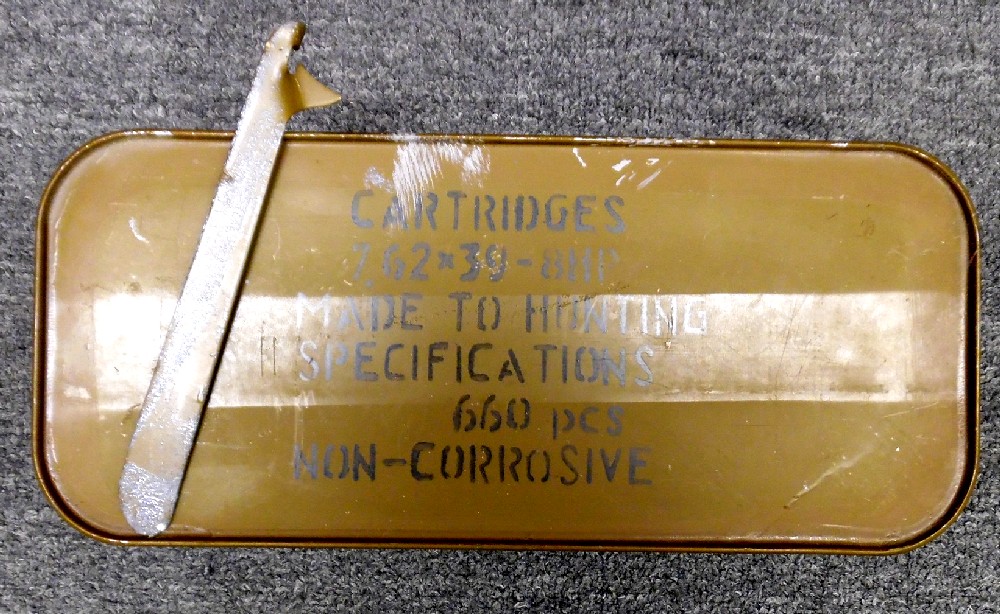 CARTRIDGES
7,62×39-8HP
MADE TO HUNTING
SPECIFICATIONS
660 pcs
NON-CORROSIVE